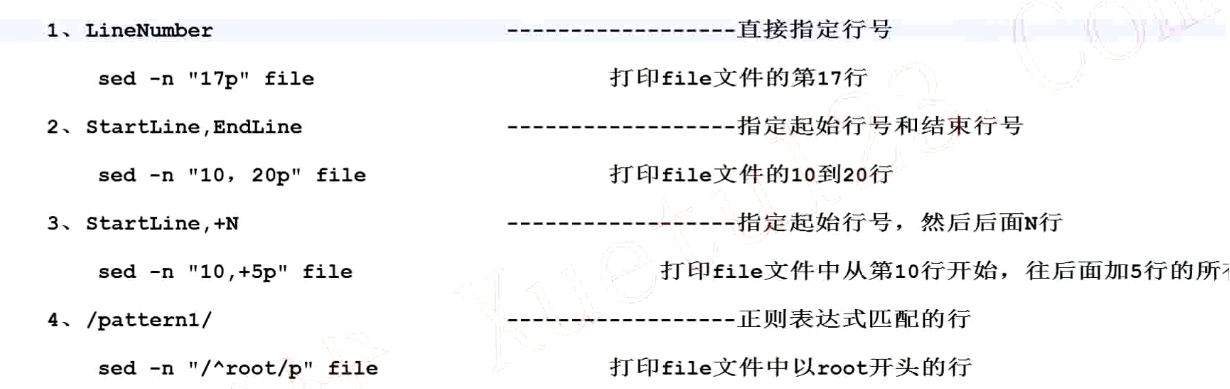 1、LineNumber ------------------直接指定行号
sed -n "17p" file 打印file文件的第17行
2、StartLine,EndLine ------------------指定起始行号和结束行号
sed -n "10，20p" file 打印file文件的10到20行
3、StartLine,+N ------------------指定起始行号，然后后面N行
sed -n "10,+5p" file 打印file文件中从第10行开始，往后面加5行的所
4、/pattern1/ ------------------正则表达式匹配的行
sed -n "/^root/p" file 打印file文件中以root开头的行